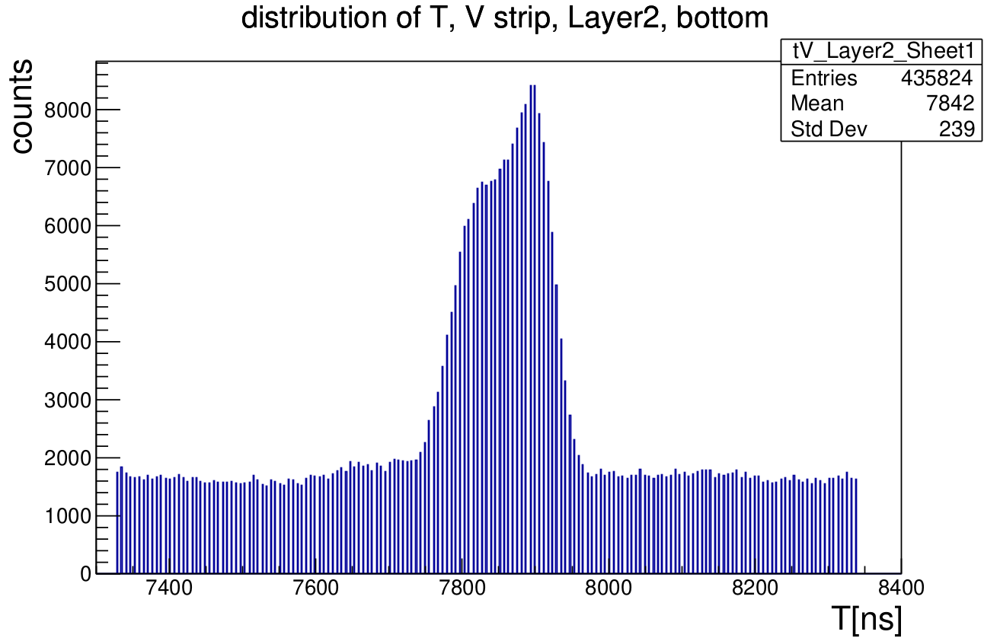 distribution of T, V strip, Layer2, bottom
tV_Layer2_Sheet1
Entries 435824
Mean 7842
Std Dev 239
counts
8000
7000
6000
5000
4000
3000
2000
1000
0
7400 7600 7800 8000 8200 8400
T[ns]